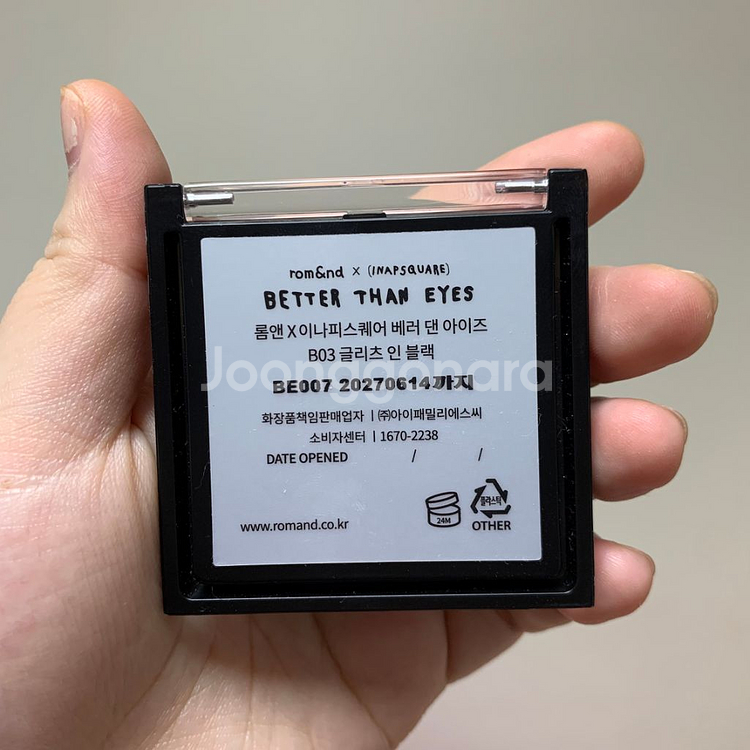 rom&nd x (INAPSQUARE)
BETTER THAN EYES
롬앤 X 이나피스퀘어 베러 댄 아이즈
B03 글리츠 인 블랙
Joonggonara
BE007 20270614까지
화장품책임판매업자 | ㈜아이패밀리에스씨
소비자센터 | 1670-2238
DATE OPENED / /
플라스틱
24M
OTHER
www.romand.co.kr